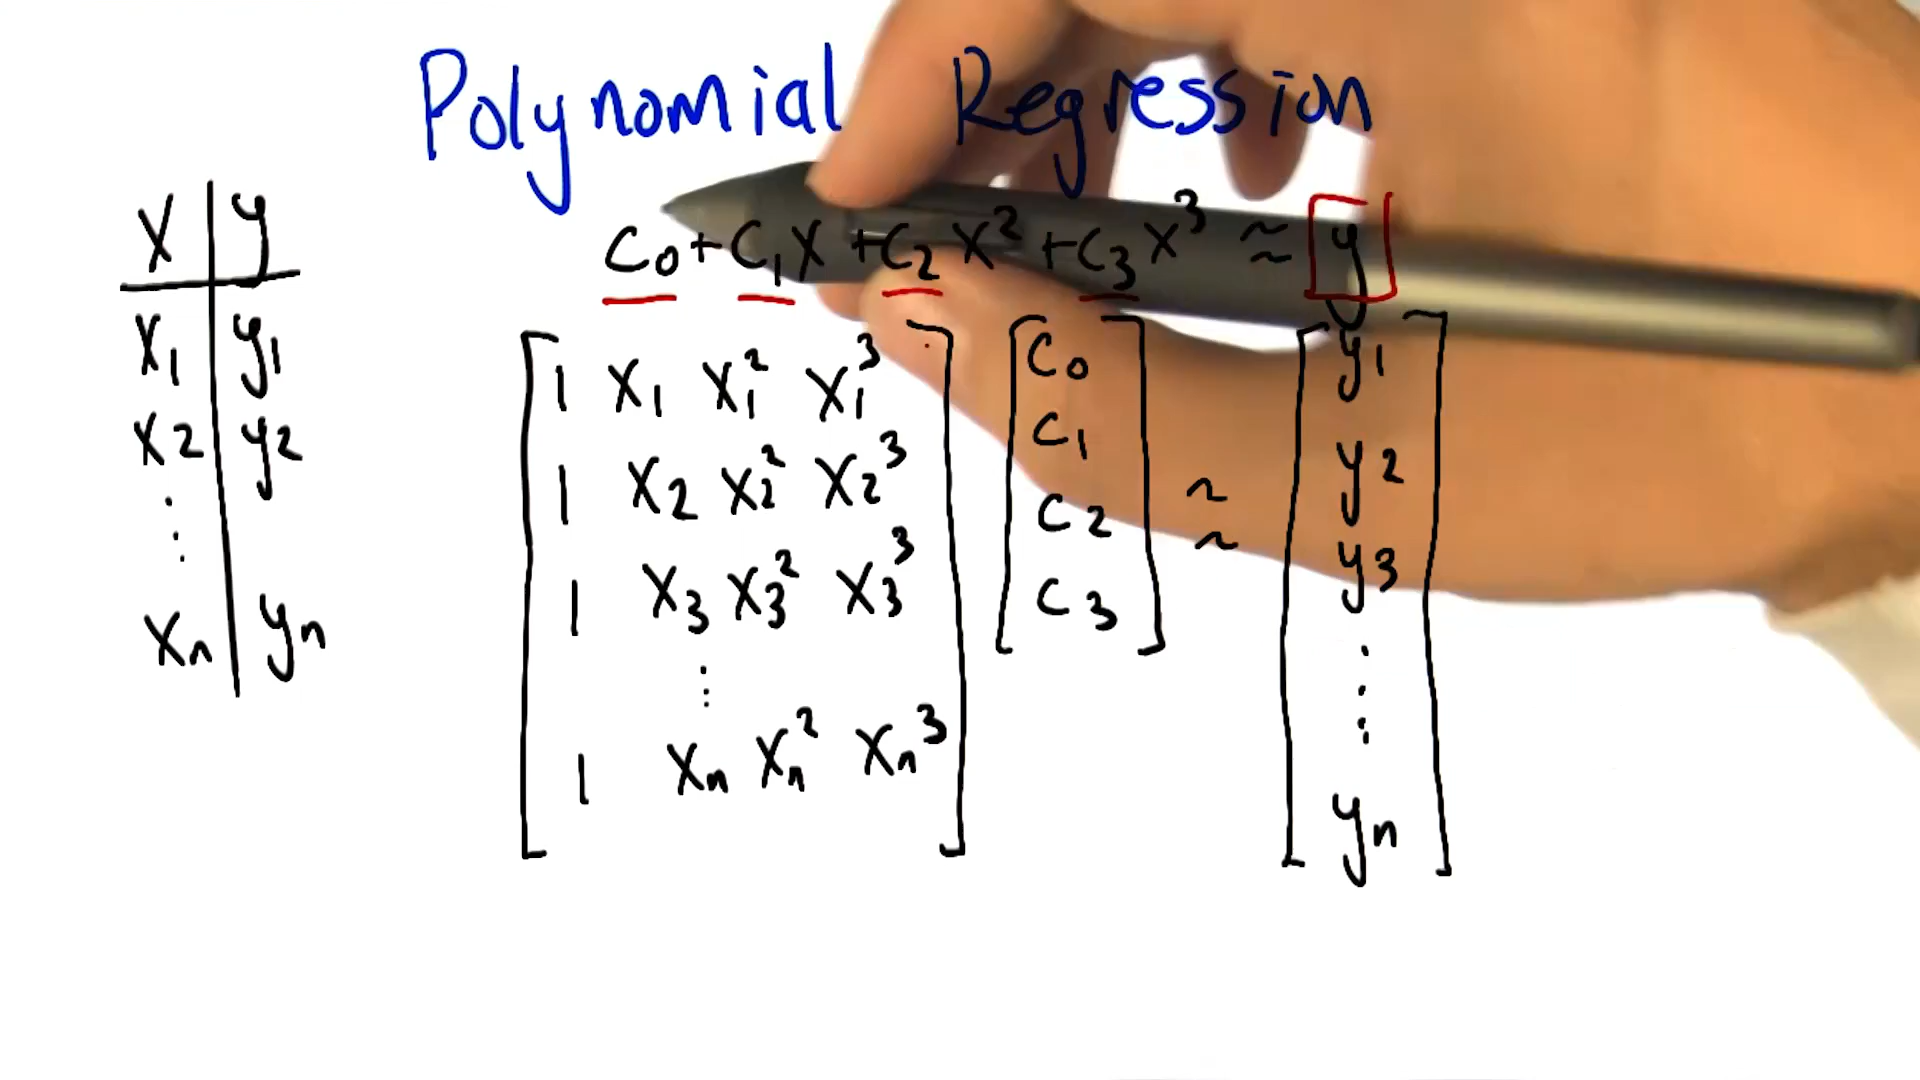 Polynomial Regression
x y
c₀ + c₁x + c₂x² + c₃x³ ≈ y
x₁ y₁
x₂ y₂
⋮
xₙ yₙ
1 x₁ x₁² x₁³
1 x₂ x₂² x₂³
1 x₃ x₃² x₃³
⋮
1 xₙ xₙ² xₙ³
c₀
c₁
c₂
c₃
≈
y₁
y₂
y₃
⋮
yₙ